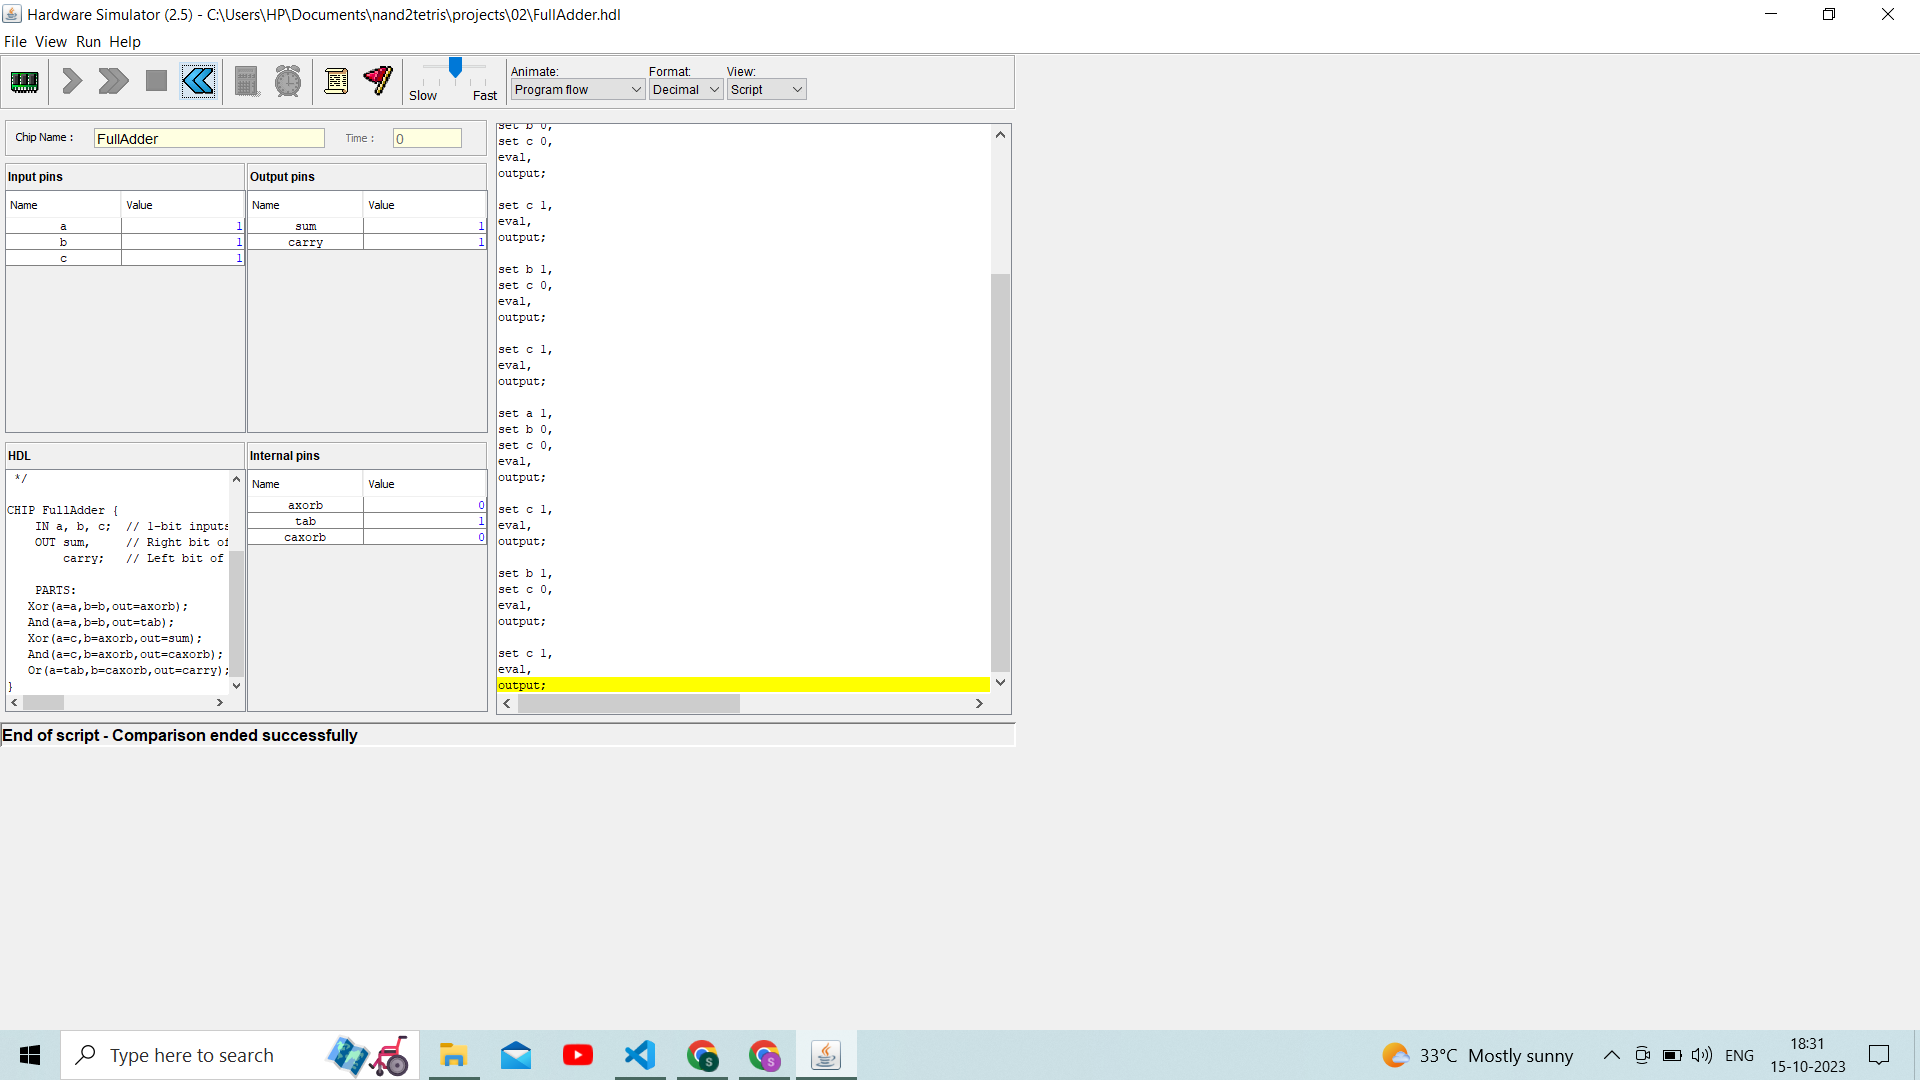 Hardware Simulator (2.5) - C:\Users\HP\Documents\nand2tetris\projects\02\FullAdder.hdl
File View Run Help
Slow Fast
Animate: Format: View:
Program flow Decimal Script
Chip Name : FullAdder Time : 0
Input pins
Name Value
a 1
b 1
c 1
Output pins
Name Value
sum 1
carry 1
HDL
*/
CHIP FullAdder {
IN a, b, c; // 1-bit inputs
OUT sum, // Right bit of
carry; // Left bit of
PARTS:
Xor(a=a,b=b,out=axorb);
And(a=a,b=b,out=tab);
Xor(a=c,b=axorb,out=sum);
And(a=c,b=axorb,out=caxorb);
Or(a=tab,b=caxorb,out=carry);
}
Internal pins
Name Value
axorb 0
tab 1
caxorb 0
set b 0,
set c 0,
eval,
output;
set c 1,
eval,
output;
set b 1,
set c 0,
eval,
output;
set c 1,
eval,
output;
set a 1,
set b 0,
set c 0,
eval,
output;
set c 1,
eval,
output;
set b 1,
set c 0,
eval,
output;
set c 1,
eval,
output;
End of script - Comparison ended successfully
Type here to search
S
S
33°C Mostly sunny
ENG
18:31
15-10-2023